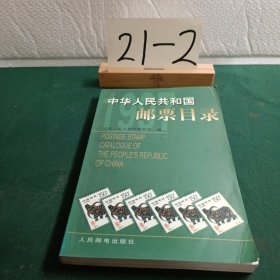 21-2
中华人民共和国
邮票目录
1997
POSTAGE STAMP
CATALOGUE OF
THE PEOPLE'S REPUBLIC
OF CHINA
人民邮电出版社